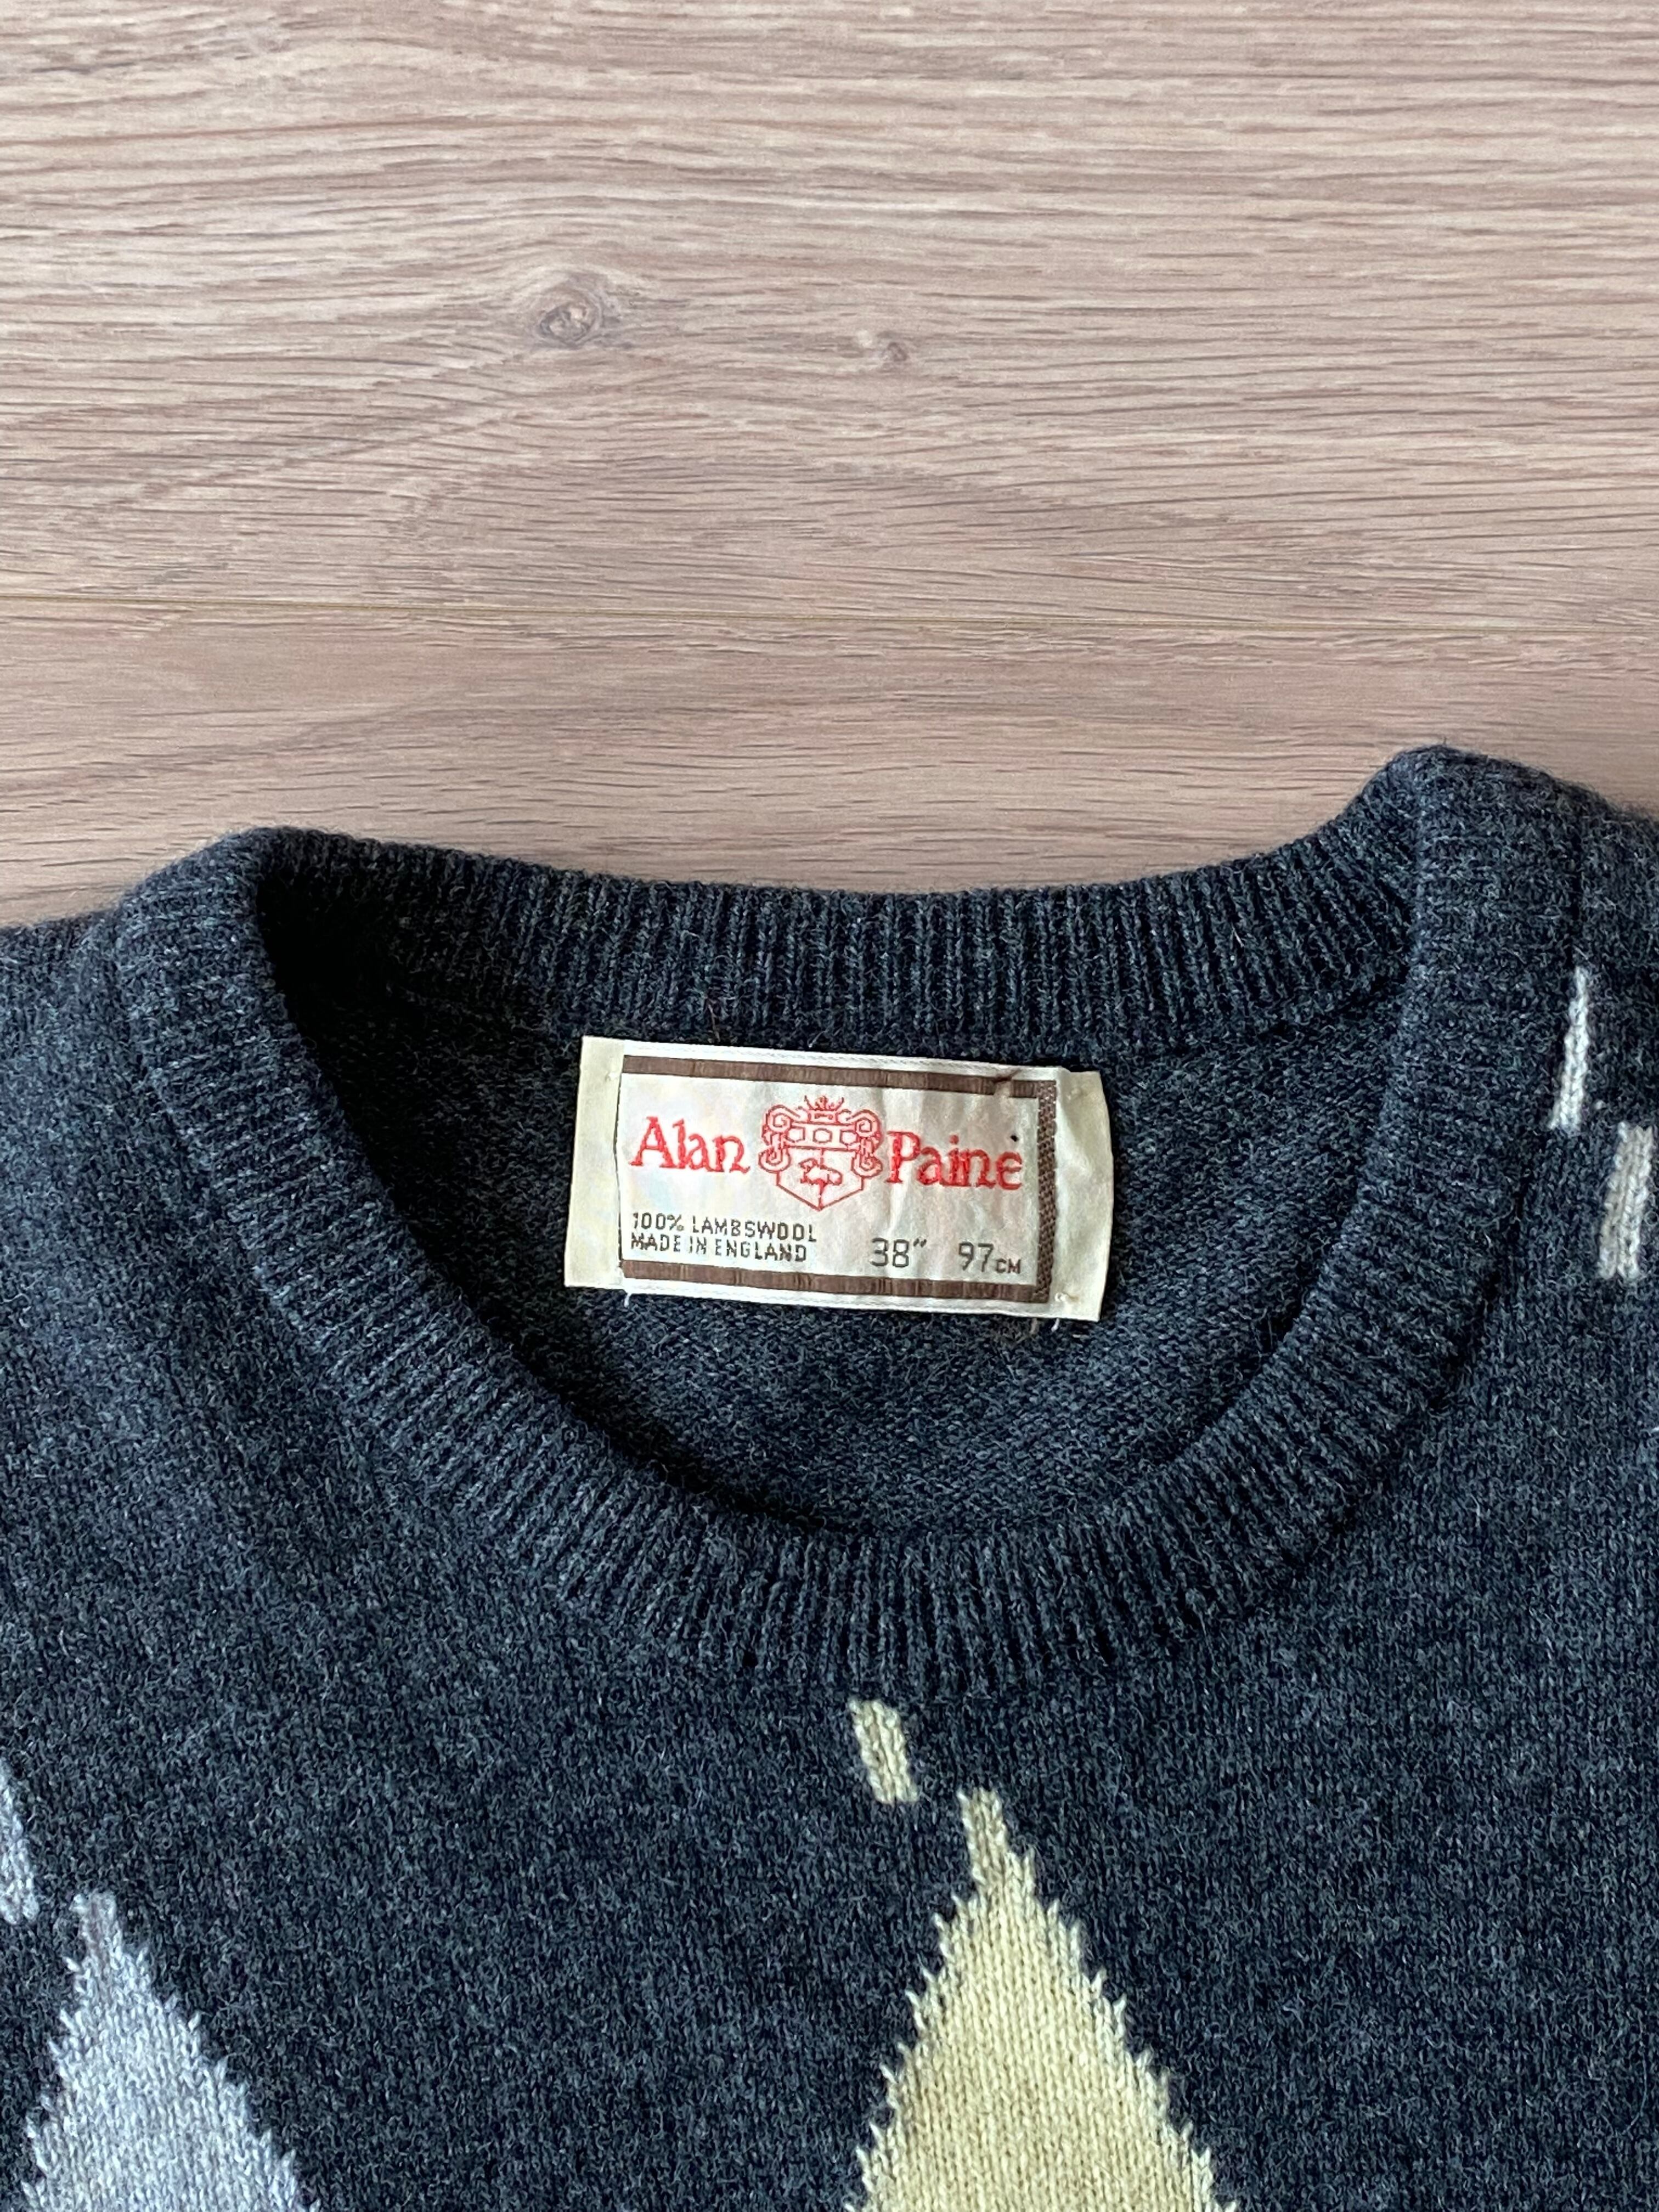 Alan Paine
100% LAMBSWOOL
MADE IN ENGLAND 38" 97CM